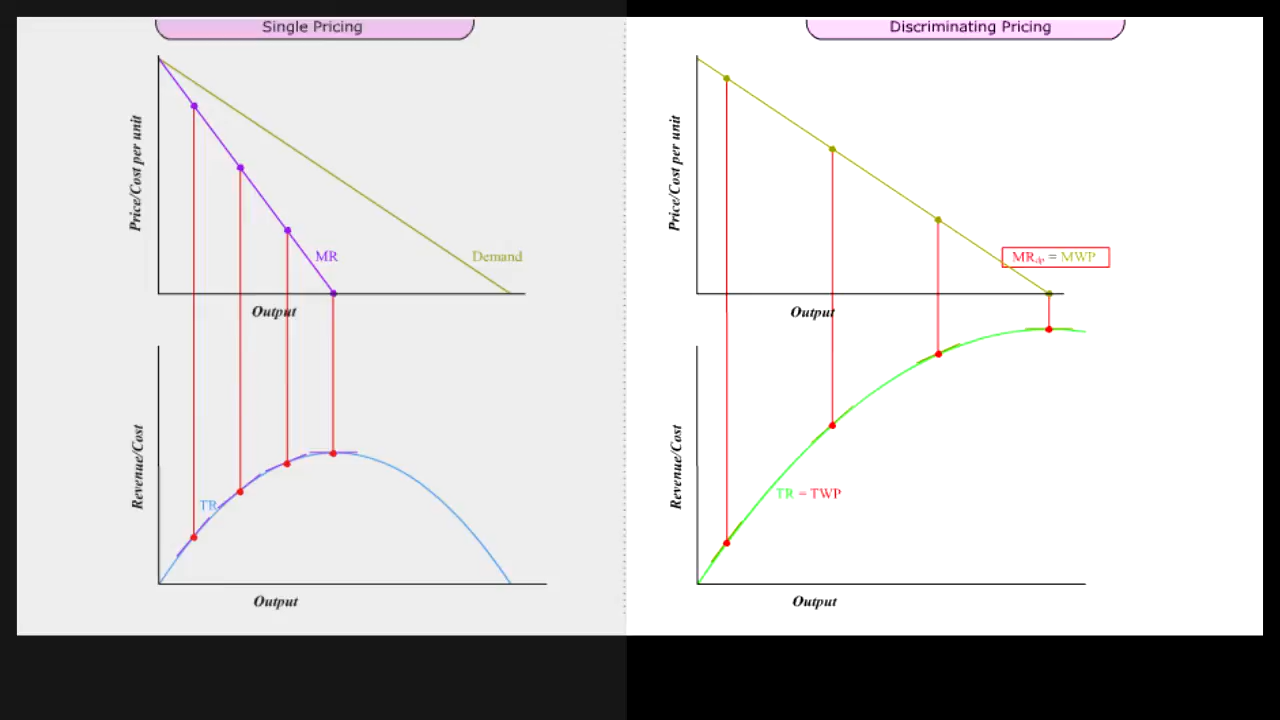 Single Pricing
Price/Cost per unit
MR
Demand
Output
Revenue/Cost
TR
Output
Discriminating Pricing
Price/Cost per unit
MRdp = MWP
Output
Revenue/Cost
TR = TWP
Output